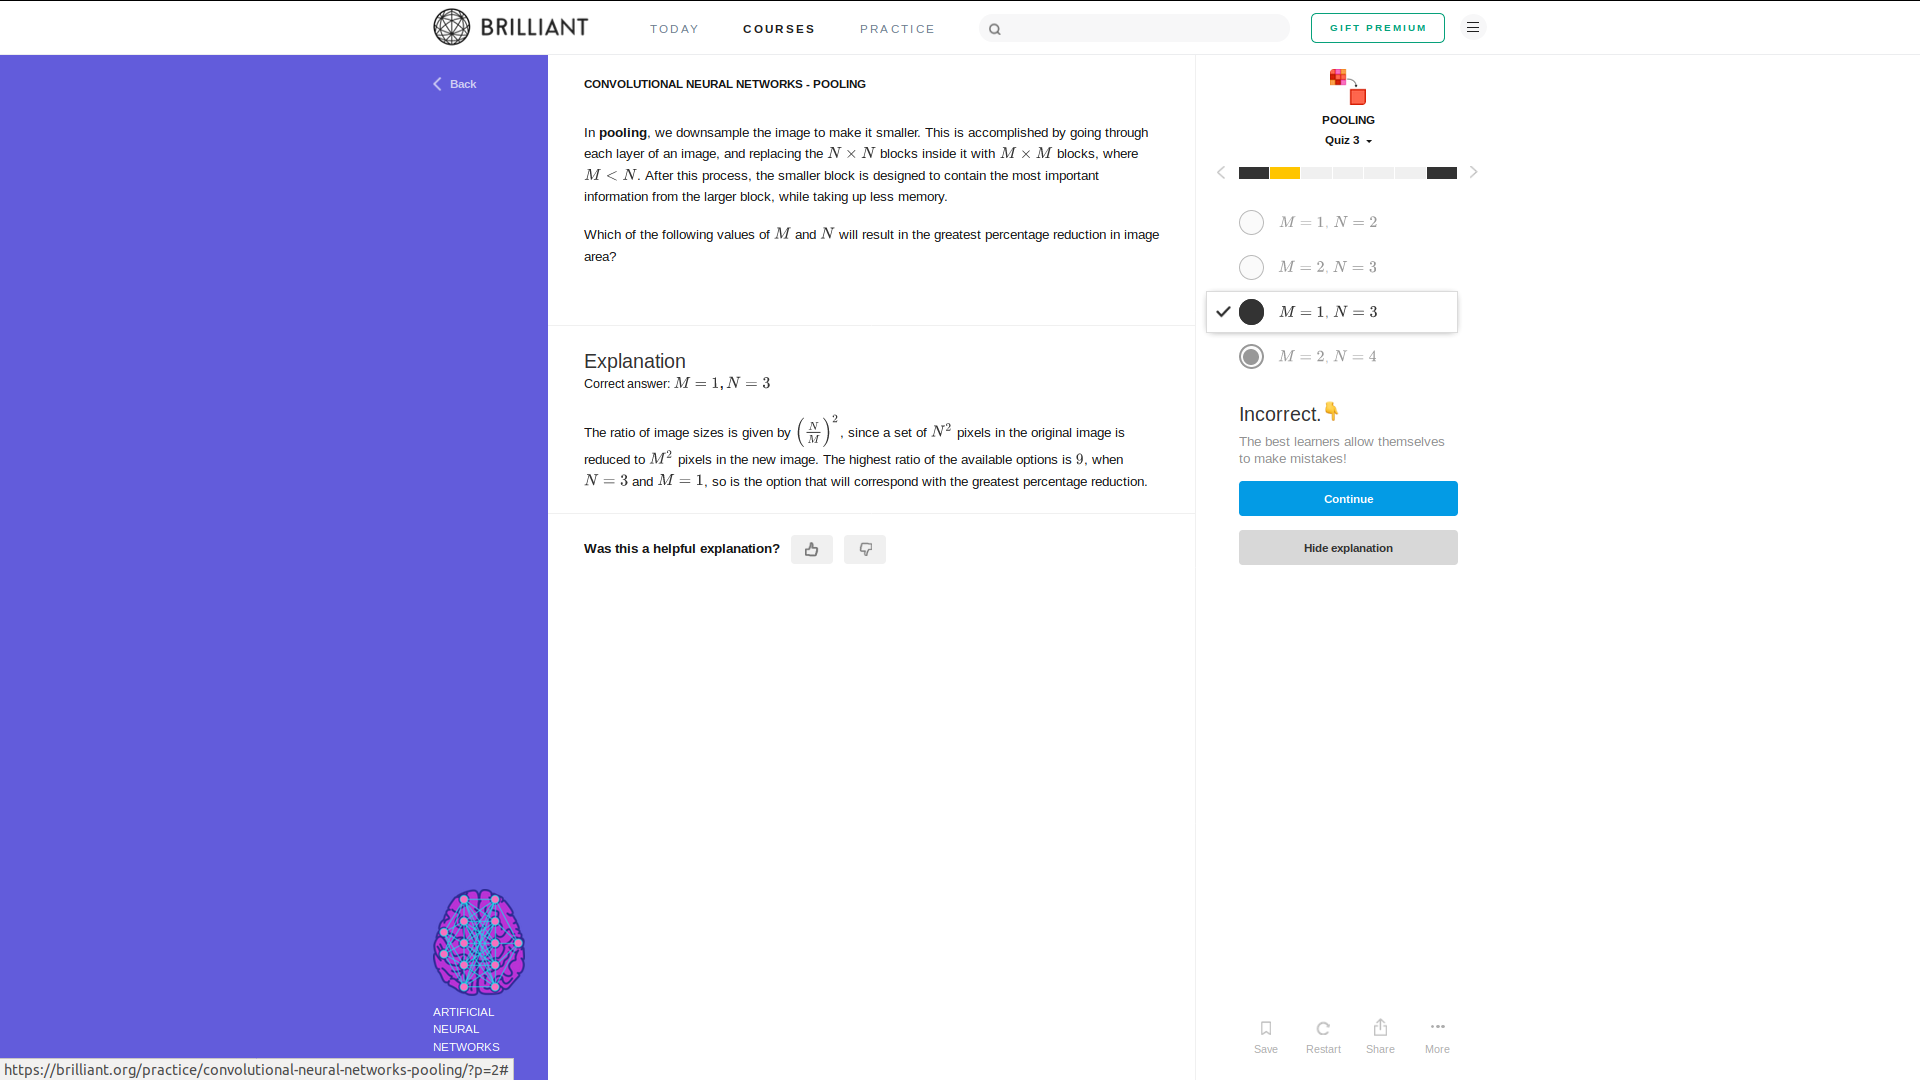 BRILLIANT
TODAY
COURSES
PRACTICE
GIFT PREMIUM
Back
CONVOLUTIONAL NEURAL NETWORKS - POOLING
In pooling, we downsample the image to make it smaller. This is accomplished by going through
each layer of an image, and replacing the N × N blocks inside it with M × M blocks, where
M < N. After this process, the smaller block is designed to contain the most important
information from the larger block, while taking up less memory.
Which of the following values of M and N will result in the greatest percentage reduction in image
area?
Explanation
Correct answer: M = 1, N = 3
The ratio of image sizes is given by (N/M)², since a set of N² pixels in the original image is
reduced to M² pixels in the new image. The highest ratio of the available options is 9, when
N = 3 and M = 1, so is the option that will correspond with the greatest percentage reduction.
Was this a helpful explanation?
POOLING
Quiz 3
M = 1, N = 2
M = 2, N = 3
M = 1, N = 3
M = 2, N = 4
Incorrect.👇
The best learners allow themselves
to make mistakes!
Continue
Hide explanation
Save
Restart
Share
More
ARTIFICIAL
NEURAL
NETWORKS
https://brilliant.org/practice/convolutional-neural-networks-pooling/?p=2#